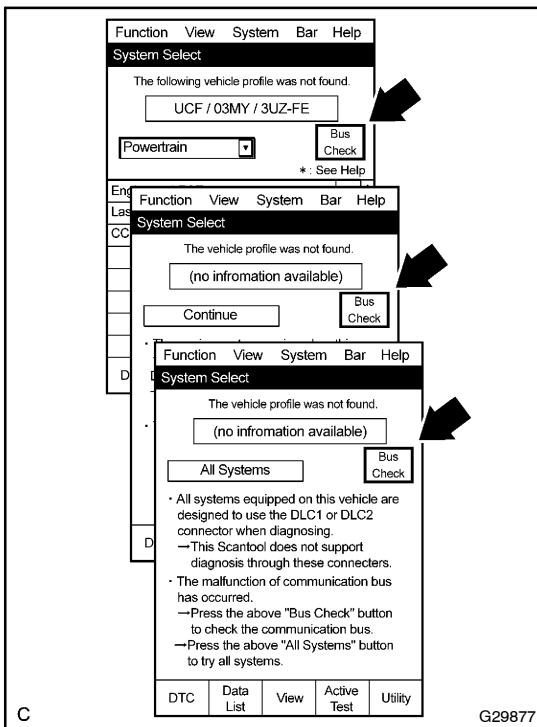 Function View System Bar Help
System Select
The following vehicle profile was not found.
UCF / 03MY / 3UZ-FE
Bus
Check
Powertrain
* : See Help
Eng
Las
CC
D
Function View System Bar Help
System Select
The vehicle profile was not found.
(no infromation available)
Bus
Check
Continue
D
Function View System Bar Help
System Select
The vehicle profile was not found.
(no infromation available)
Bus
Check
All Systems
· All systems equipped on this vehicle are
designed to use the DLC1 or DLC2
connector when diagnosing.
→This Scantool does not support
diagnosis through these connecters.
· The malfunction of communication bus
has occurred.
→Press the above "Bus Check" button
to check the communication bus.
→Press the above "All Systems" button
to try all systems.
DTC Data List View Active Test Utility
C G29877